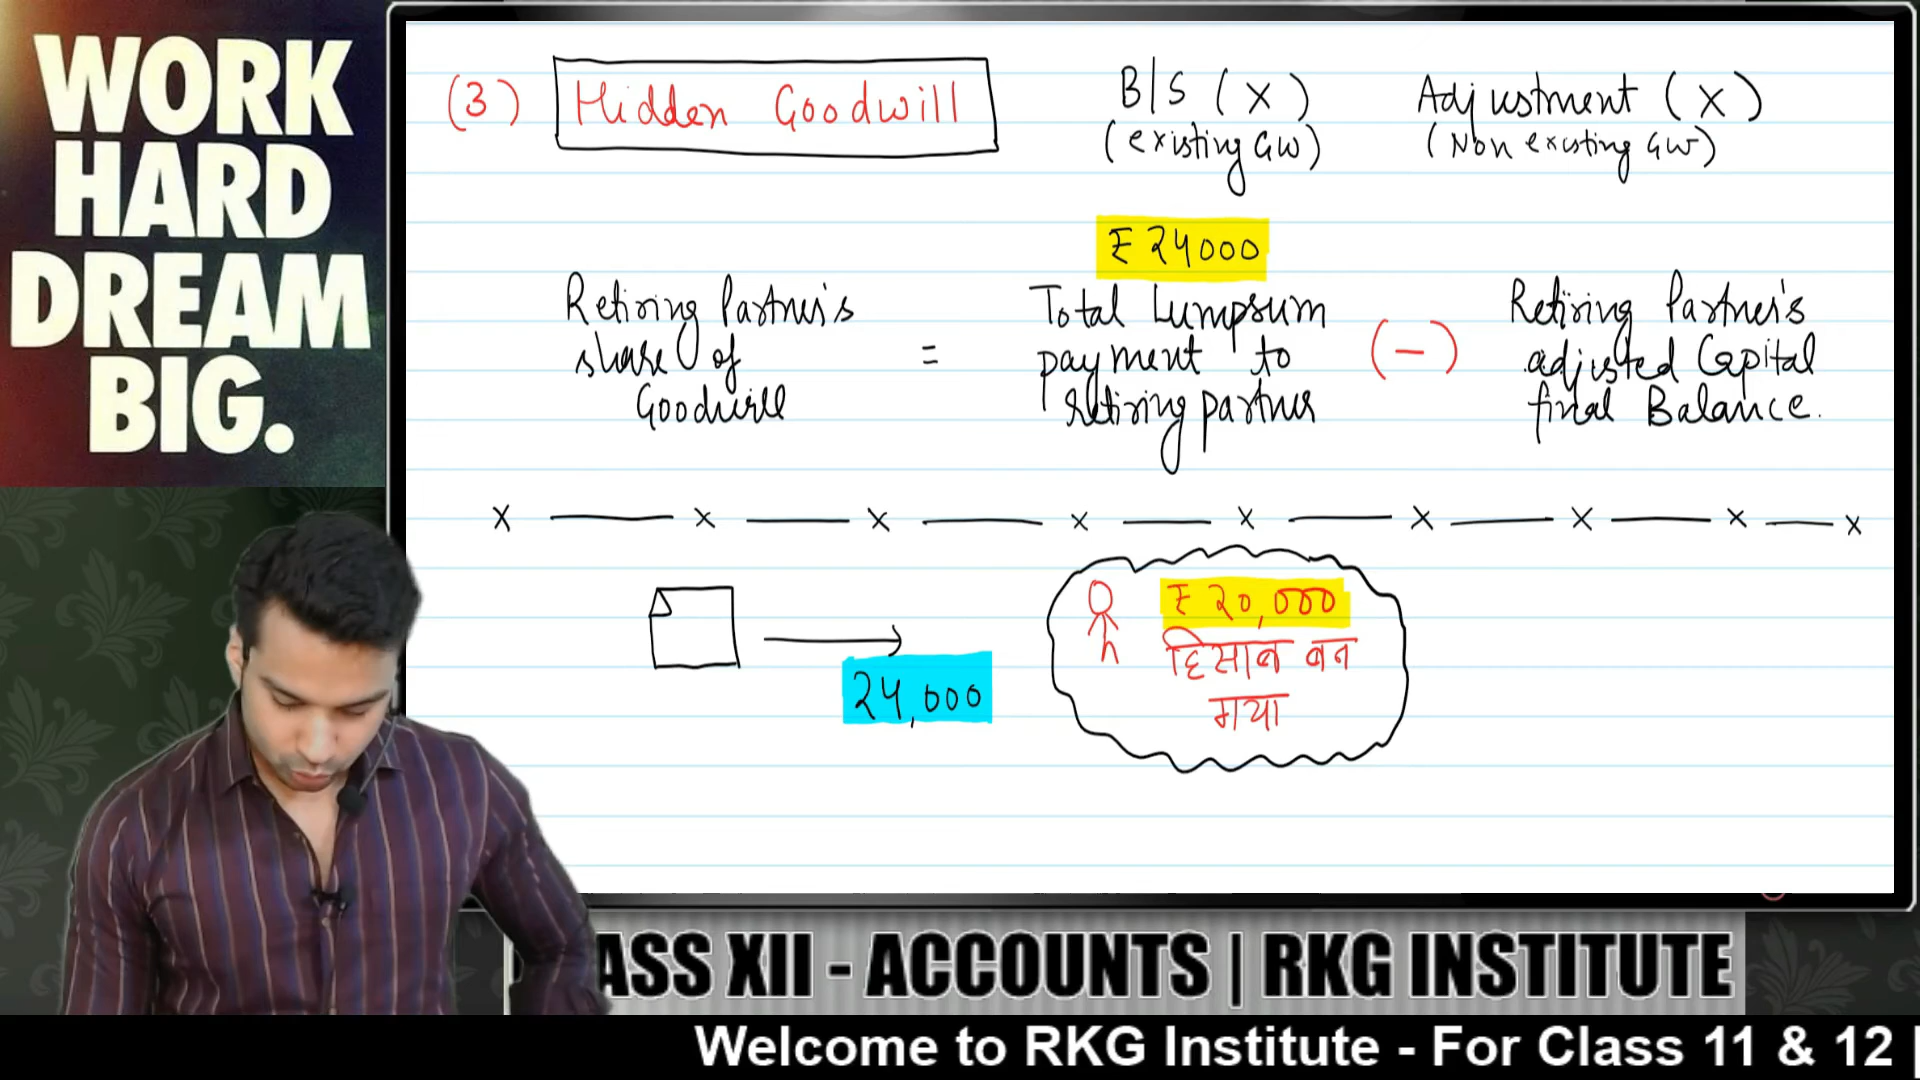 WORK
HARD
DREAM
BIG.
(3) Hidden Goodwill
B/S (X)
(existing GW)
Adjustment (X)
(Non existing GW)
₹ 24000
Retiring Partner's
share of
Goodwill
=
Total Lumpsum
payment to
Retiring partner
(-)
Retiring Partner's
adjusted Capital
final Balance.
x — x — x — x — x — x — x — x — x
24,000
₹ 20,000
हिसाब बन
गया
ASS XII - ACCOUNTS | RKG INSTITUTE
Welcome to RKG Institute - For Class 11 & 12 |